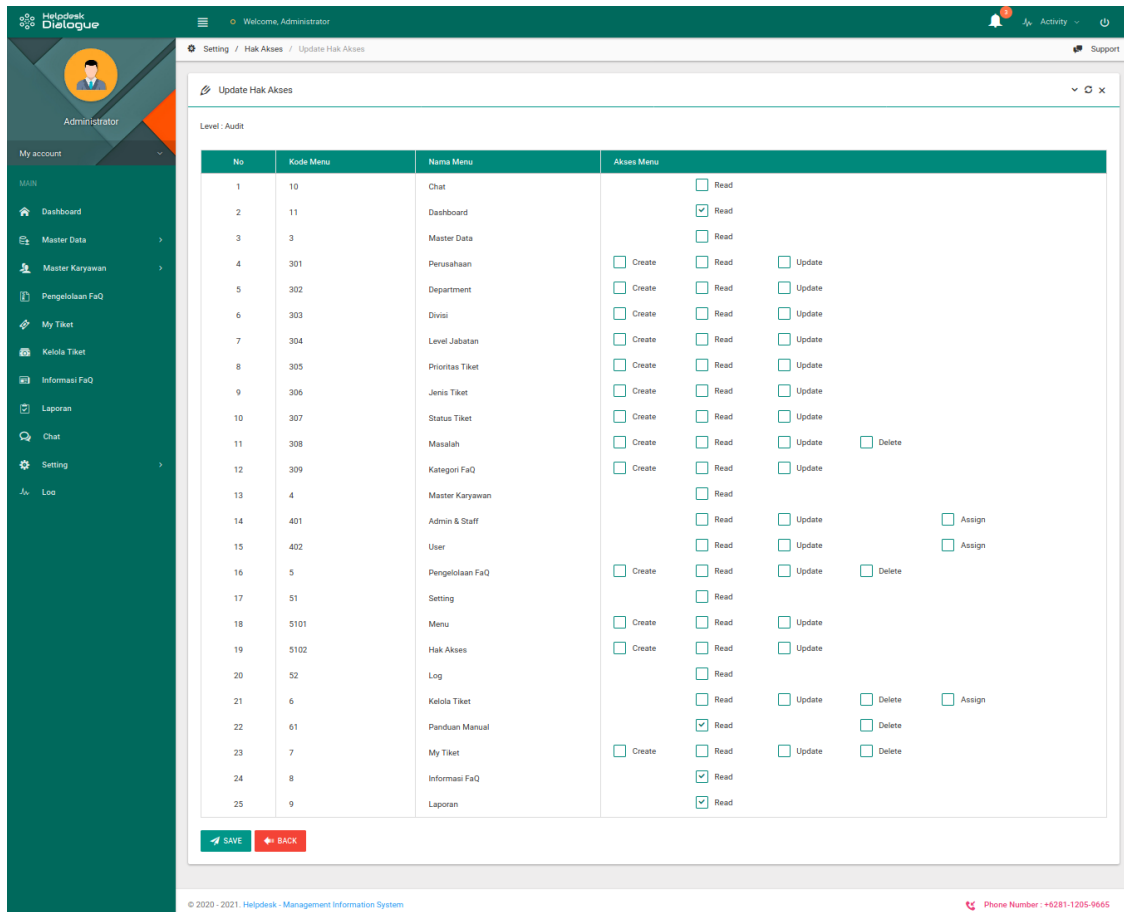 Helpdesk
Dialogue
Welcome, Administrator
3
Activity
Setting / Hak Akses / Update Hak Akses
Support
Administrator
My account
MAIN
Dashboard
Master Data
Master Karyawan
Pengelolaan FaQ
My Tiket
Kelola Tiket
Informasi FaQ
Laporan
Chat
Setting
Log
Update Hak Akses
Level : Audit
No Kode Menu Nama Menu Akses Menu
1 10 Chat Read
2 11 Dashboard Read
3 3 Master Data Read
4 301 Perusahaan Create Read Update
5 302 Department Create Read Update
6 303 Divisi Create Read Update
7 304 Level Jabatan Create Read Update
8 305 Prioritas Tiket Create Read Update
9 306 Jenis Tiket Create Read Update
10 307 Status Tiket Create Read Update
11 308 Masalah Create Read Update Delete
12 309 Kategori FaQ Create Read Update
13 4 Master Karyawan Read
14 401 Admin & Staff Read Update Assign
15 402 User Read Update Assign
16 5 Pengelolaan FaQ Create Read Update Delete
17 51 Setting Read
18 5101 Menu Create Read Update
19 5102 Hak Akses Create Read Update
20 52 Log Read
21 6 Kelola Tiket Read Update Delete Assign
22 61 Panduan Manual Read Delete
23 7 My Tiket Create Read Update Delete
24 8 Informasi FaQ Read
25 9 Laporan Read
SAVE BACK
© 2020 - 2021. Helpdesk - Management Information System
Phone Number : +6281-1205-9665